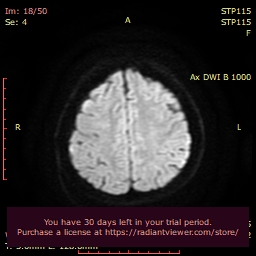 Im: 18/50
Se: 4
A
STP115
STP115
F
Ax DWI B 1000
R
L
You have 30 days left in your trial period.
Purchase a license at https://radiantviewer.com/store/